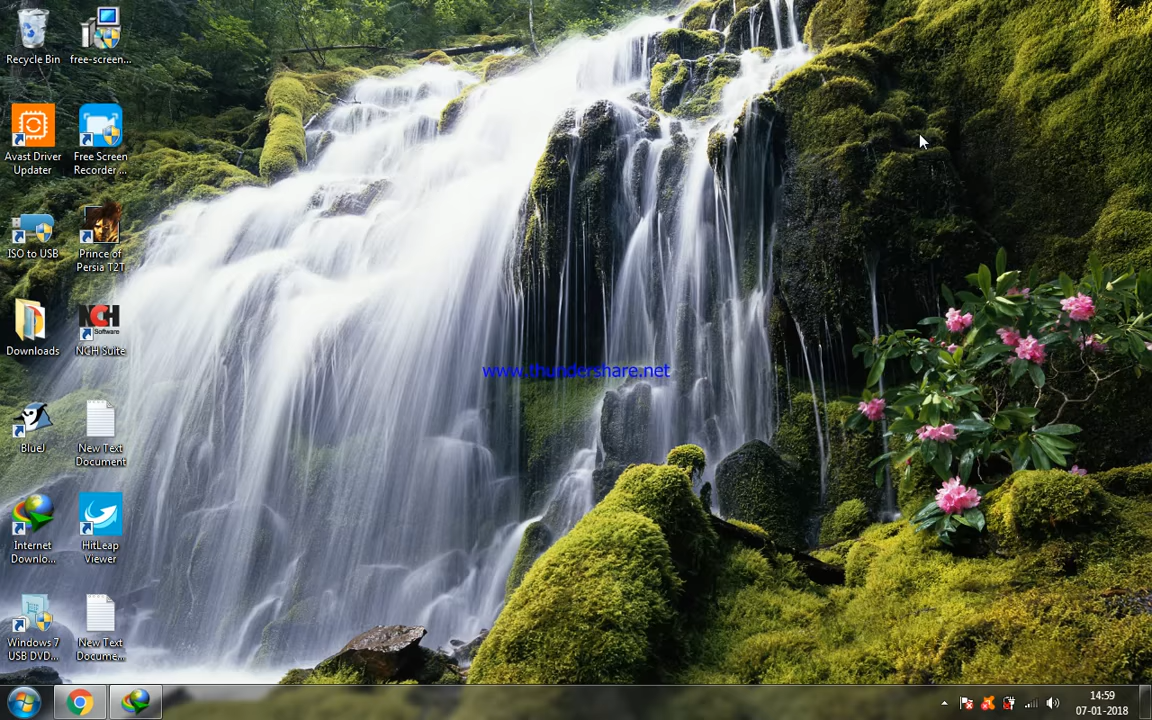 Recycle Bin
free-screen...
Avast Driver
Updater
Free Screen
Recorder...
ISO to USB
Prince of
Persia T2T
Downloads
NCH
Software
NCH Suite
www.thundershare.net
BlueJ
New Text
Document
Internet
Downlo...
HitLeap
Viewer
Windows 7
USB DVD...
New Text
Docume...
14:59
07-01-2018